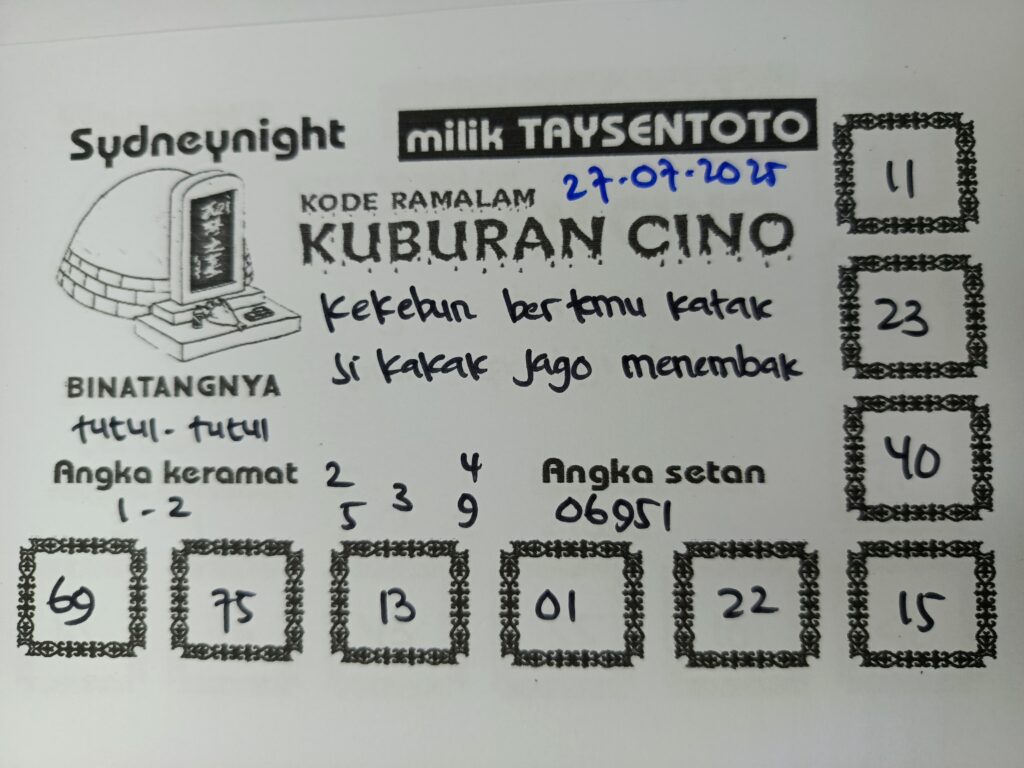 Sydneynight
milik TAYSENTOTO
27-07-2025
KODE RAMALAM
KUBURAN CINO
kekebun bertemu katak
si kakak jago menembak
BINATANGNYA
tutul - tutul
Angka keramat
1 - 2
2 4
3
5 9
Angka setan
06951
11
23
40
69 75 13 01 22 15